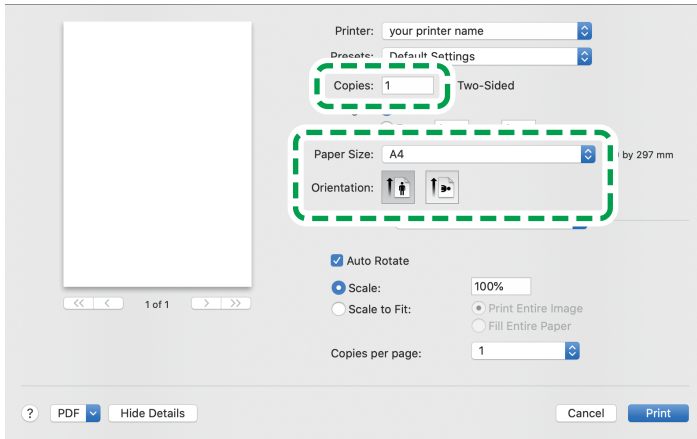 Printer: your printer name
Presets: Default Settings
Copies: 1 Two-Sided
Paper Size: A4 by 297 mm
Orientation:
Auto Rotate
Scale: 100%
Scale to Fit: Print Entire Image
Fill Entire Paper
Copies per page: 1
<< < 1 of 1 > >>
? PDF Hide Details Cancel Print